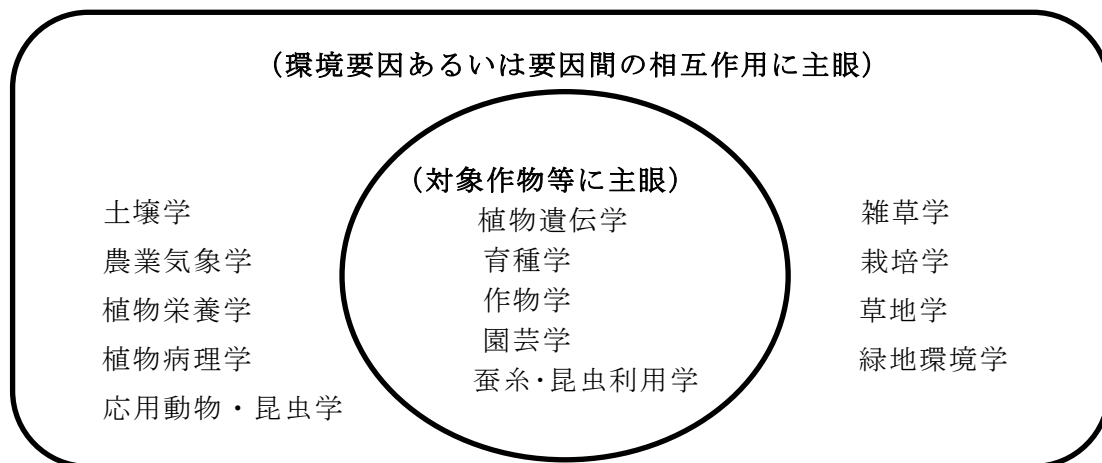 （環境要因あるいは要因間の相互作用に主眼）
（対象作物等に主眼）
土壌学
農業気象学
植物栄養学
植物病理学
応用動物・昆虫学
植物遺伝学
育種学
作物学
園芸学
蚕糸・昆虫利用学
雑草学
栽培学
草地学
緑地環境学